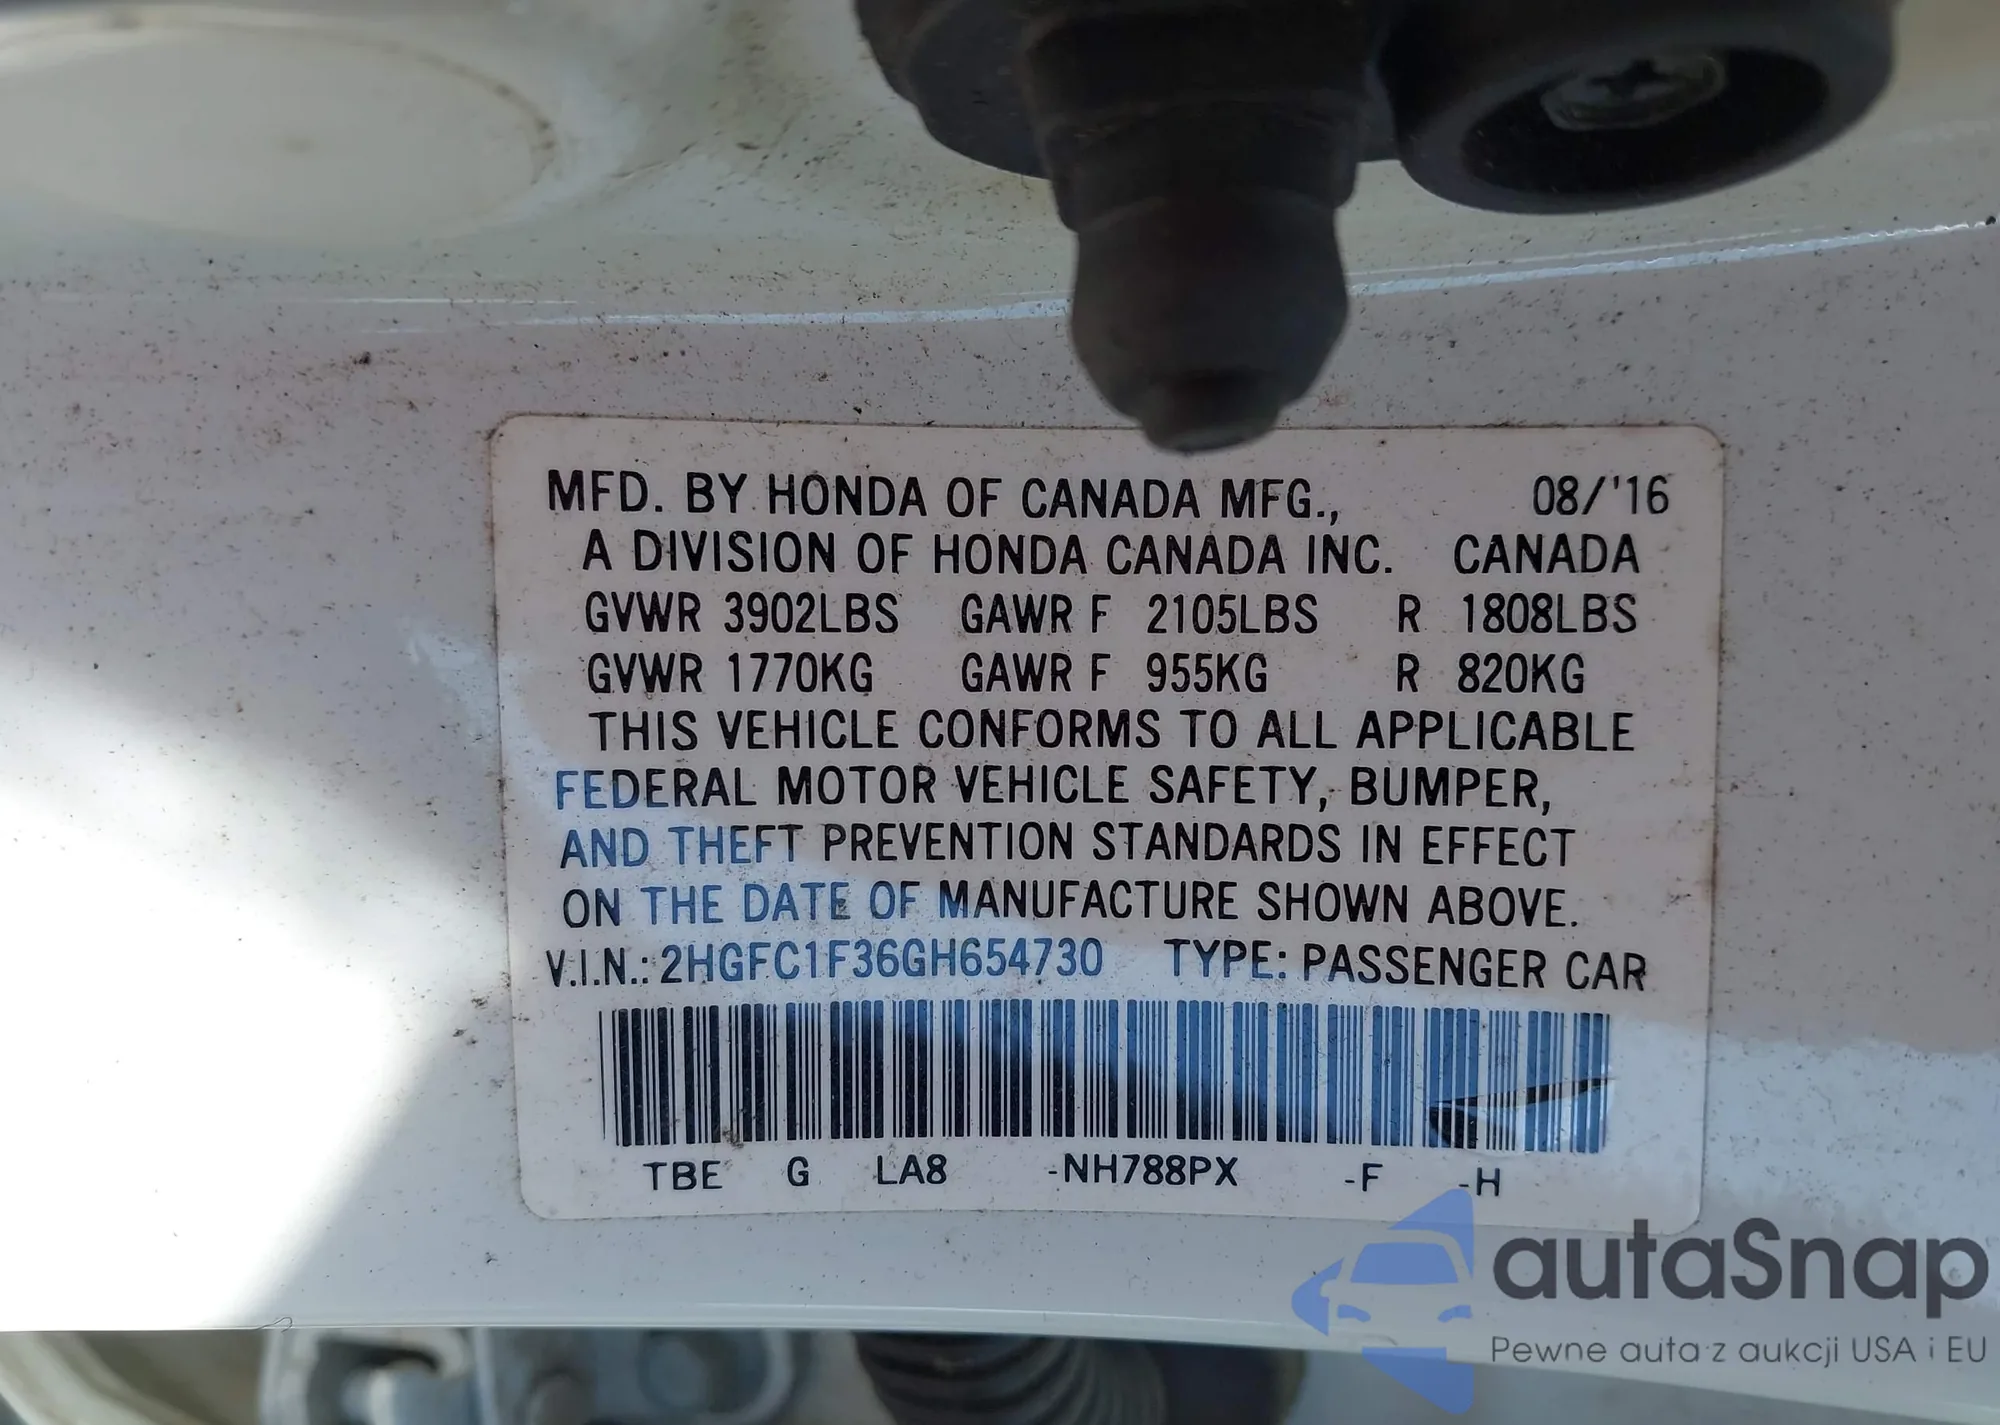 MFD. BY HONDA OF CANADA MFG., 08/'16
A DIVISION OF HONDA CANADA INC. CANADA
GVWR 3902LBS GAWR F 2105LBS R 1808LBS
GVWR 1770KG GAWR F 955KG R 820KG
THIS VEHICLE CONFORMS TO ALL APPLICABLE
FEDERAL MOTOR VEHICLE SAFETY, BUMPER,
AND THEFT PREVENTION STANDARDS IN EFFECT
ON THE DATE OF MANUFACTURE SHOWN ABOVE.
V.I.N.: 2HGFC1F36GH654730 TYPE: PASSENGER CAR
TBE G LA8 -NH788PX -F -H
autaSnap
Pewne auta z aukcji USA i EU